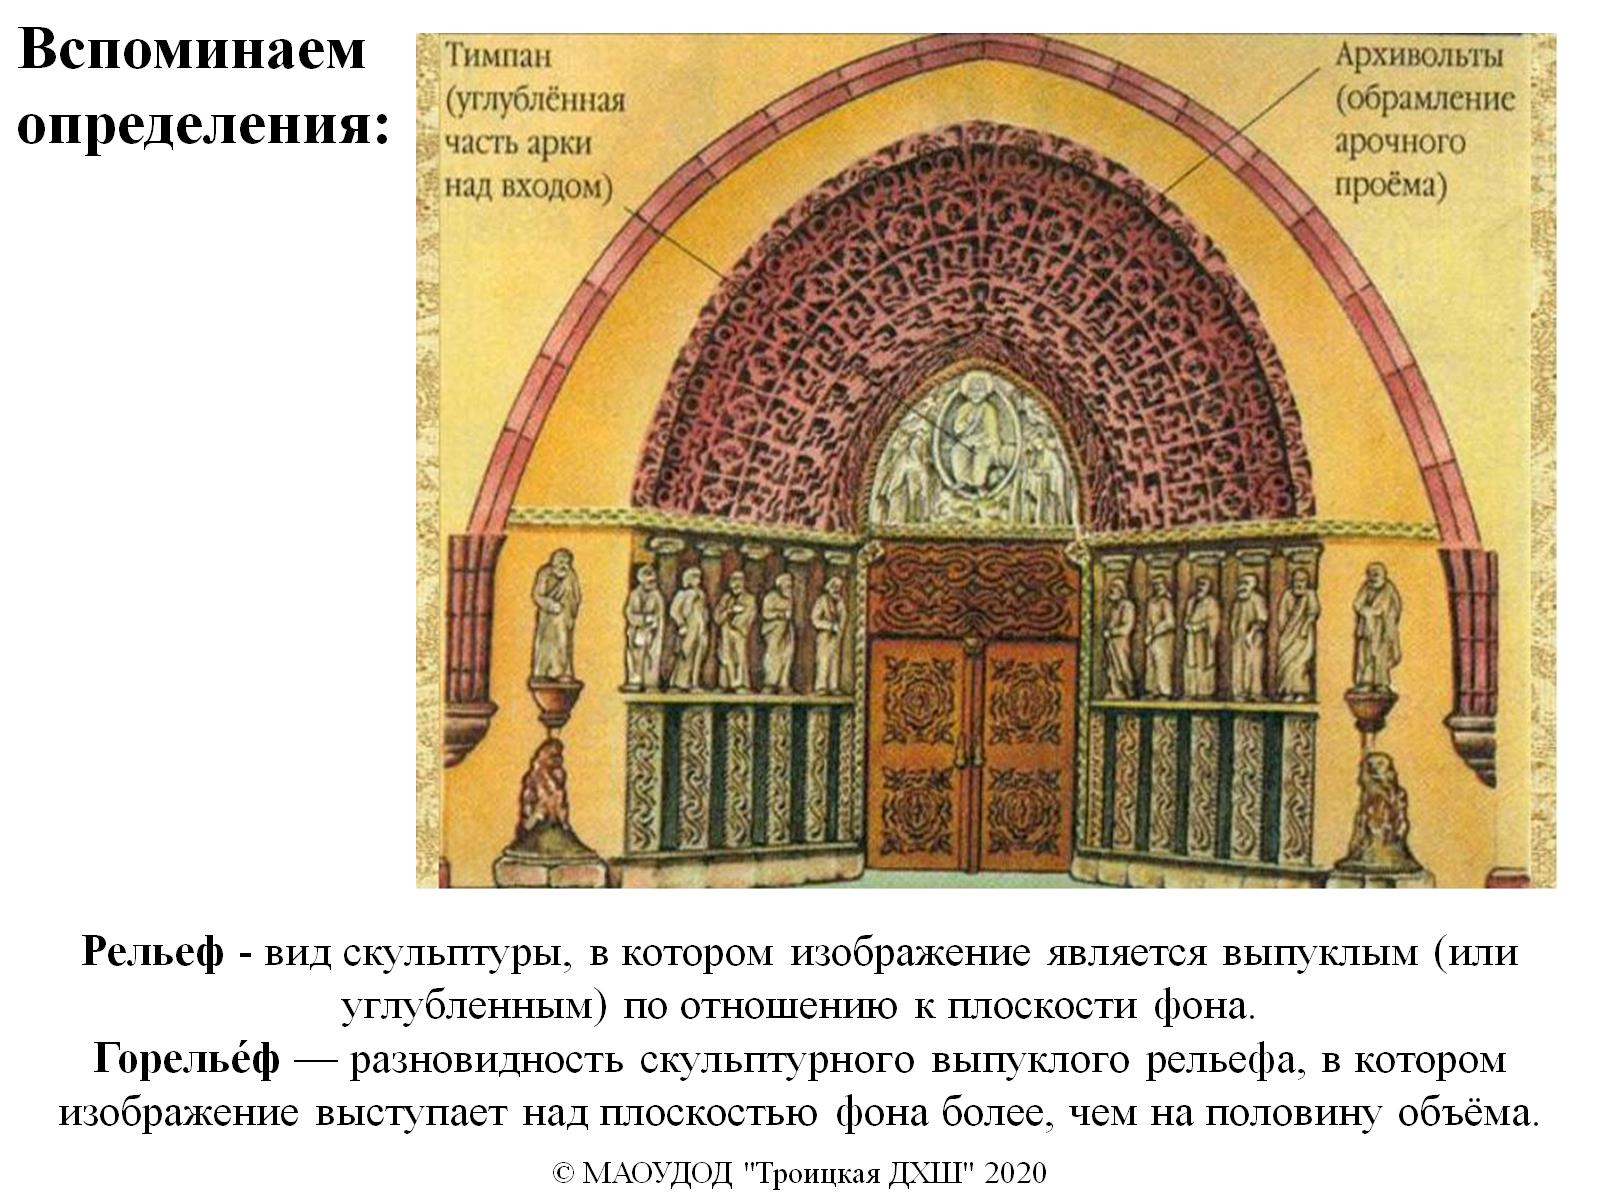 Вспоминаем
определения:
Тимпан
(углублённая
часть арки
над входом)
Архивольты
(обрамление
арочного
проёма)
Рельеф - вид скульптуры, в котором изображение является выпуклым (или
углубленным) по отношению к плоскости фона.
Горелье́ф — разновидность скульптурного выпуклого рельефа, в котором
изображение выступает над плоскостью фона более, чем на половину объёма.
© МАОУДОД "Троицкая ДХШ" 2020